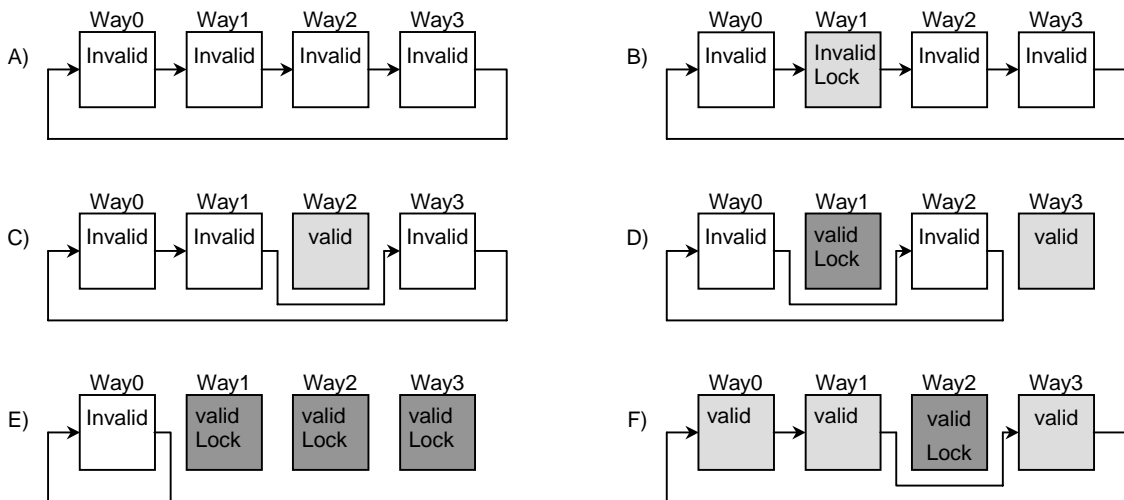 Way0 Way1 Way2 Way3
A) Invalid Invalid Invalid Invalid
Way0 Way1 Way2 Way3
B) Invalid Invalid Lock Invalid Invalid
Way0 Way1 Way2 Way3
C) Invalid Invalid valid Invalid
Way0 Way1 Way2 Way3
D) Invalid valid Lock Invalid valid
Way0 Way1 Way2 Way3
E) Invalid valid Lock valid Lock valid Lock
Way0 Way1 Way2 Way3
F) valid valid valid Lock valid